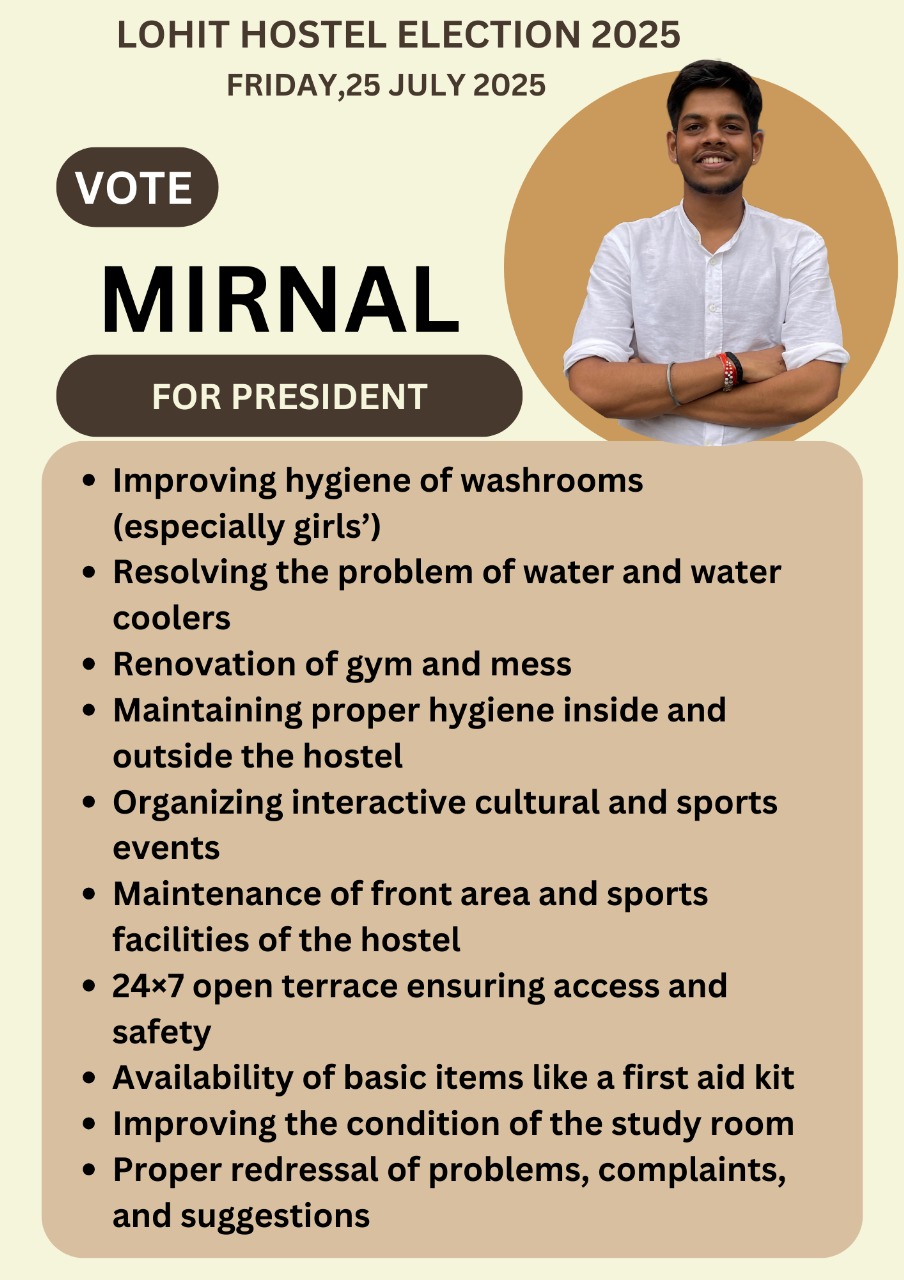 LOHIT HOSTEL ELECTION 2025
FRIDAY,25 JULY 2025
VOTE
MIRNAL
FOR PRESIDENT
• Improving hygiene of washrooms
(especially girls’)
• Resolving the problem of water and water
coolers
• Renovation of gym and mess
• Maintaining proper hygiene inside and
outside the hostel
• Organizing interactive cultural and sports
events
• Maintenance of front area and sports
facilities of the hostel
• 24×7 open terrace ensuring access and
safety
• Availability of basic items like a first aid kit
• Improving the condition of the study room
• Proper redressal of problems, complaints,
and suggestions